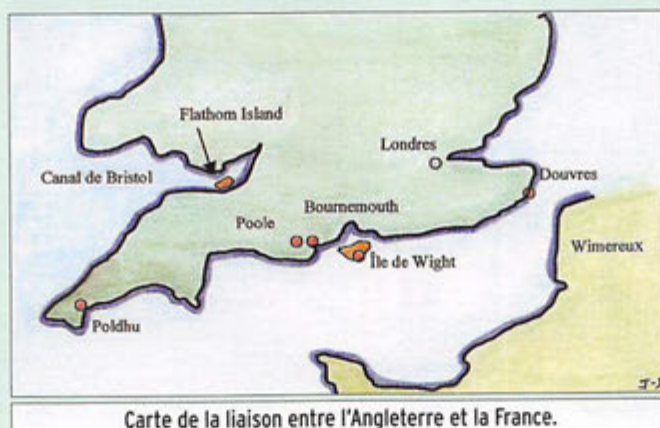 Flathom Island
Londres
Canal de Bristol
Douvres
Bournemouth
Poole
Wimereux
Île de Wight
Poldhu
Carte de la liaison entre l'Angleterre et la France.